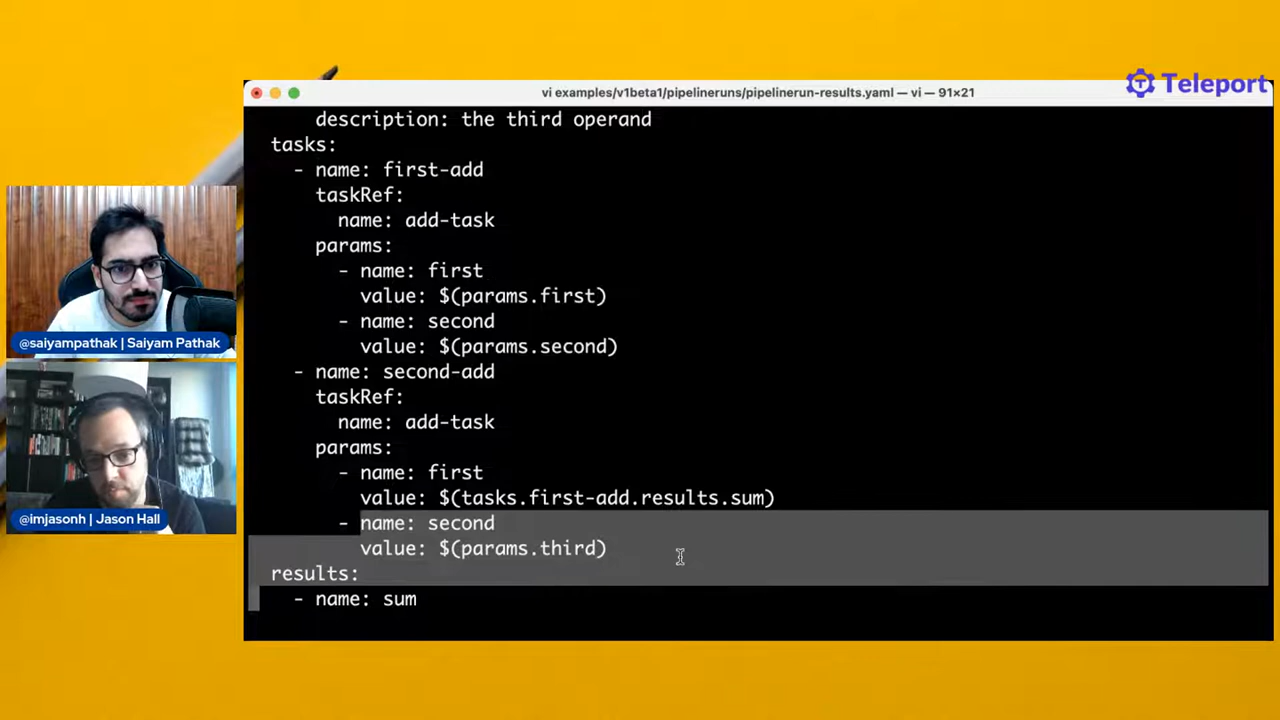 Teleport
vi examples/v1beta1/pipelineruns/pipelinerun-results.yaml — vi — 91×21
description: the third operand
tasks:
- name: first-add
taskRef:
name: add-task
params:
- name: first
value: $(params.first)
- name: second
value: $(params.second)
- name: second-add
taskRef:
name: add-task
params:
- name: first
value: $(tasks.first-add.results.sum)
- name: second
value: $(params.third)
results:
- name: sum
@saiyampathak | Saiyam Pathak
@imjasonh | Jason Hall